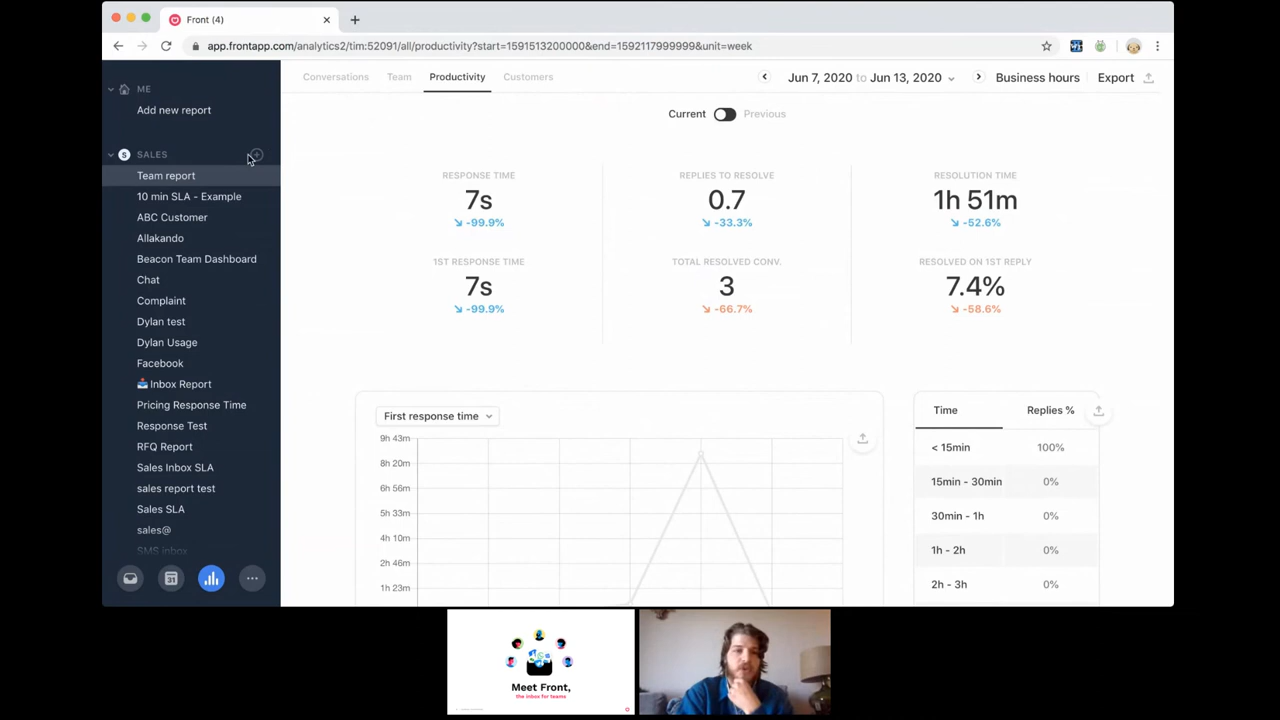 Front (4)
app.frontapp.com/analytics2/tim:52091/all/productivity?start=1591513200000&end=1592117999999&unit=week
ME
Add new report
S SALES
Team report
10 min SLA - Example
ABC Customer
Allakando
Beacon Team Dashboard
Chat
Complaint
Dylan test
Dylan Usage
Facebook
Inbox Report
Pricing Response Time
Response Test
RFQ Report
Sales Inbox SLA
sales report test
Sales SLA
sales@
SMS inbox
31
Conversations Team Productivity Customers
Jun 7, 2020 to Jun 13, 2020
Business hours
Export
Current Previous
RESPONSE TIME
7s
-99.9%
REPLIES TO RESOLVE
0.7
-33.3%
RESOLUTION TIME
1h 51m
-52.6%
1ST RESPONSE TIME
7s
-99.9%
TOTAL RESOLVED CONV.
3
-66.7%
RESOLVED ON 1ST REPLY
7.4%
-58.6%
First response time
9h 43m
8h 20m
6h 56m
5h 33m
4h 10m
2h 46m
1h 23m
Time Replies %
< 15min 100%
15min - 30min 0%
30min - 1h 0%
1h - 2h 0%
2h - 3h 0%
Meet Front,
the inbox for teams